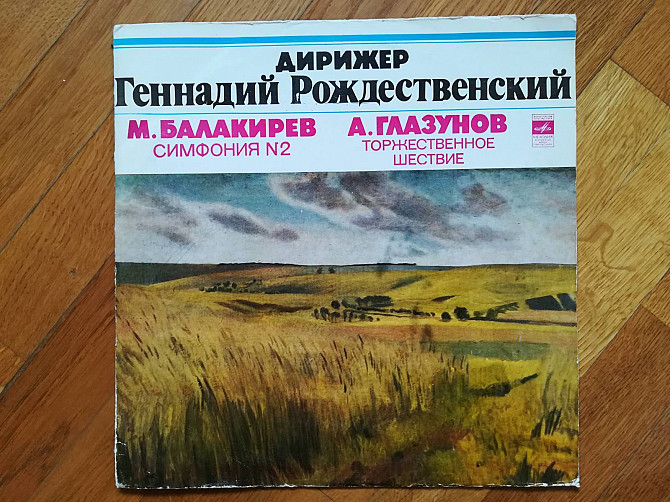 ДИРИЖЕР
Геннадий Рождественский
М. БАЛАКИРЕВ
СИМФОНИЯ N2
А. ГЛАЗУНОВ
ТОРЖЕСТВЕННОЕ
ШЕСТВИЕ